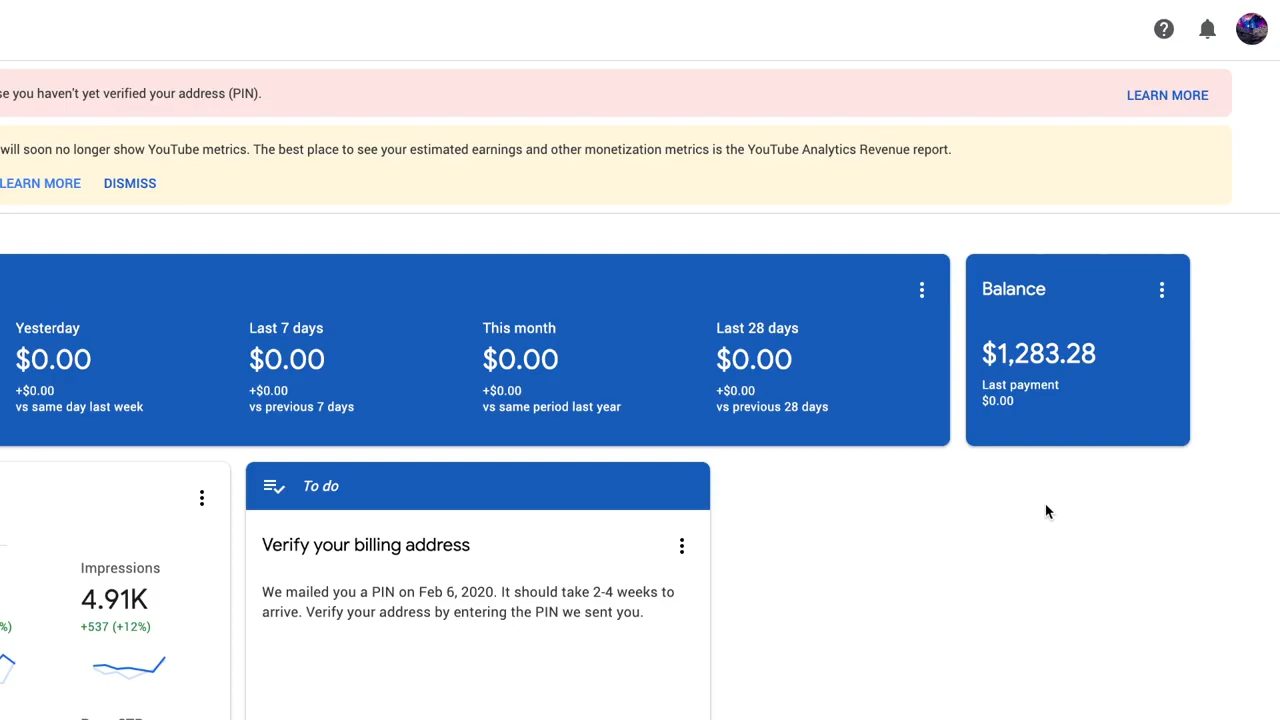 se you haven't yet verified your address (PIN).
LEARN MORE
will soon no longer show YouTube metrics. The best place to see your estimated earnings and other monetization metrics is the YouTube Analytics Revenue report.
LEARN MORE DISMISS
Balance
Yesterday Last 7 days This month Last 28 days
$0.00 $0.00 $0.00 $0.00
$1,283.28
+$0.00 +$0.00 +$0.00 +$0.00
vs same day last week vs previous 7 days vs same period last year vs previous 28 days
Last payment
$0.00
To do
Verify your billing address
We mailed you a PIN on Feb 6, 2020. It should take 2-4 weeks to
arrive. Verify your address by entering the PIN we sent you.
Impressions
4.91K
%)
+537 (+12%)